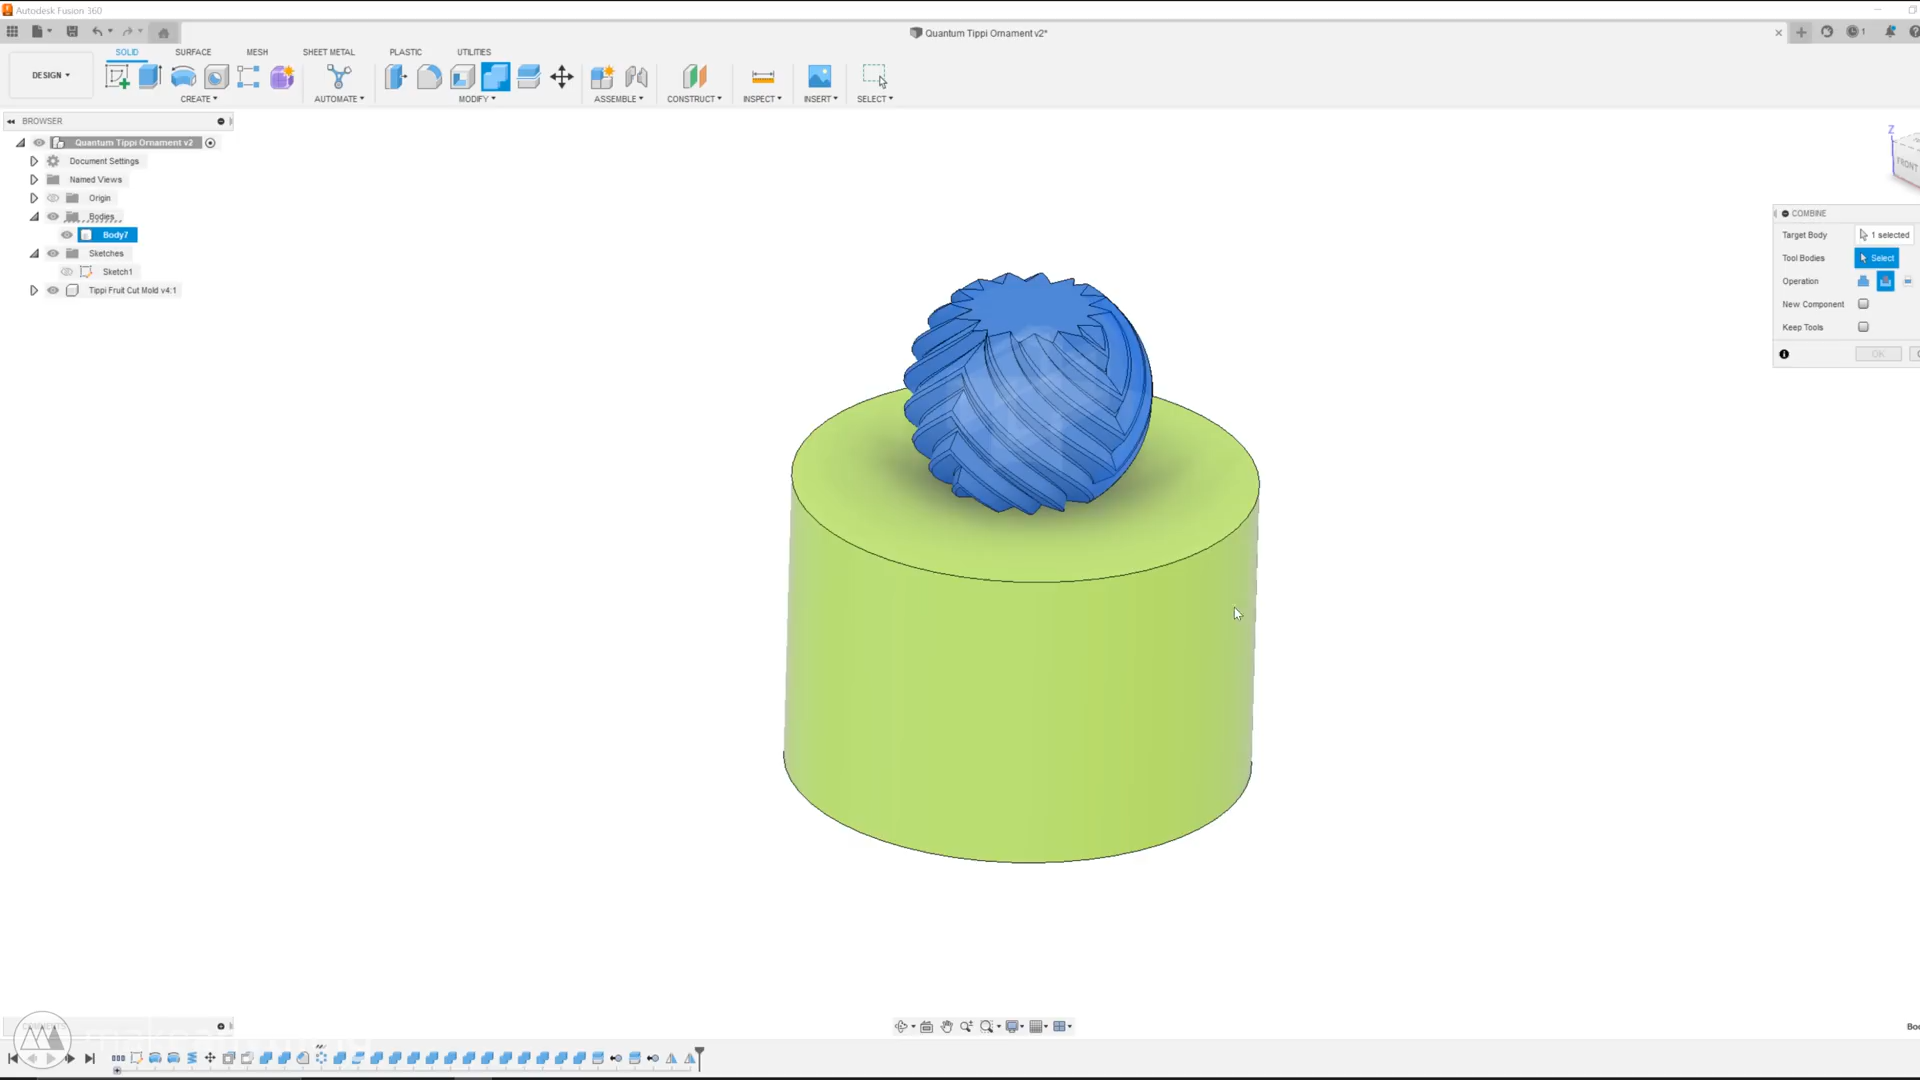 Autodesk Fusion 360
Quantum Tippi Ornament v2*
1
SOLID SURFACE MESH SHEET METAL PLASTIC UTILITIES
DESIGN
CREATE AUTOMATE MODIFY ASSEMBLE CONSTRUCT INSPECT INSERT SELECT
BROWSER
Quantum Tippi Ornament v2
Document Settings
Named Views
Origin
Bodies
Body7
Sketches
Sketch1
Tippi Fruit Cut Mold v4:1
Z
FRONT
COMBINE
Target Body 1 selected
Tool Bodies Select
Operation
New Component
Keep Tools
OK